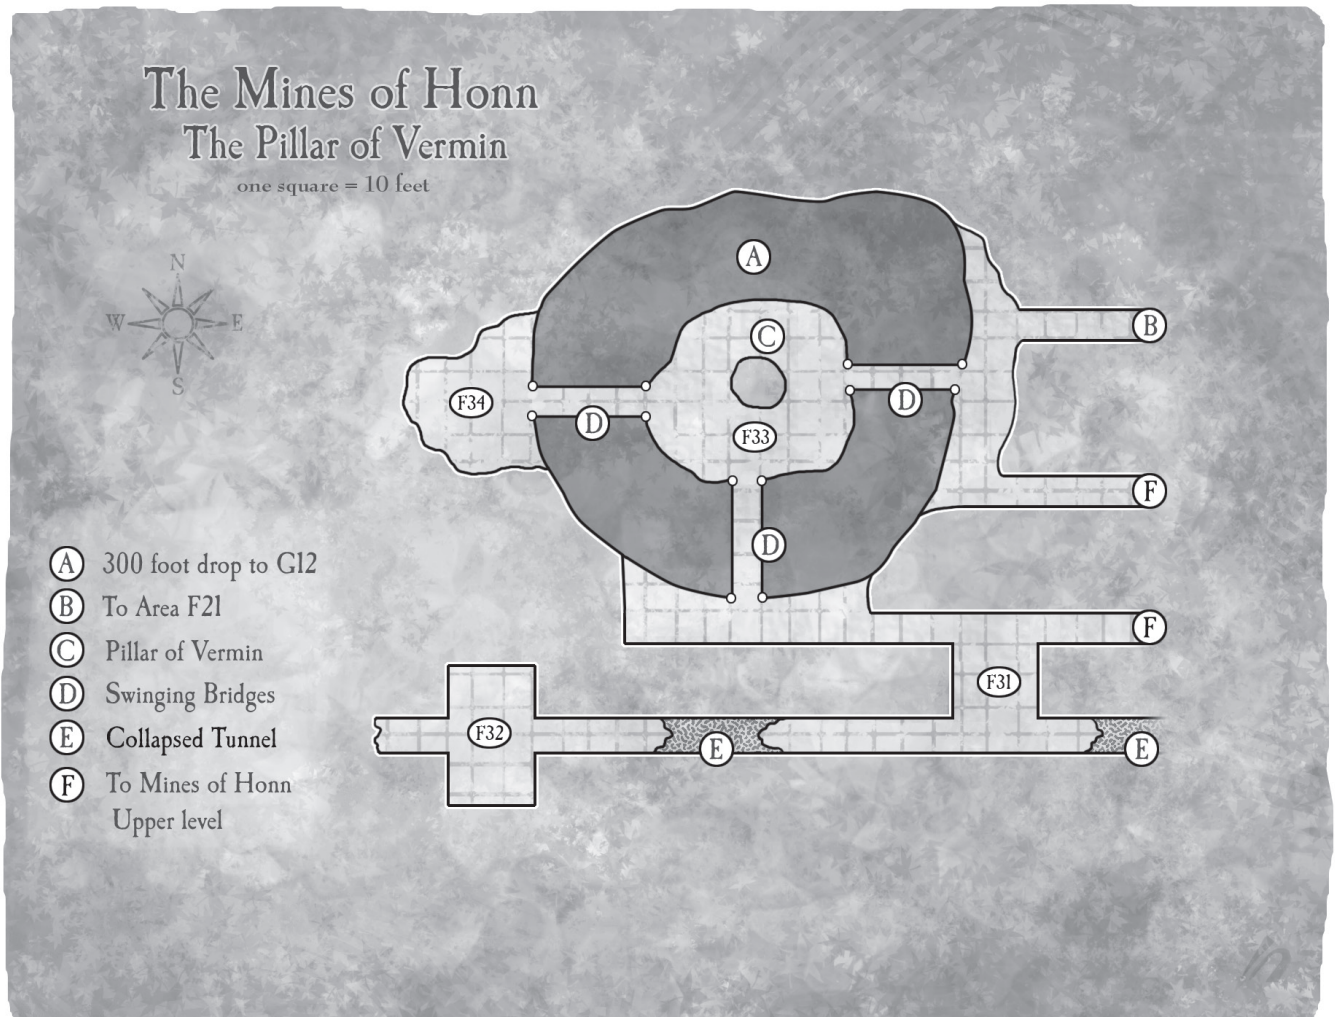 The Mines of Honn
The Pillar of Vermin
one square = 10 feet
N
W E
S
A
B
C
F34
D
D
F33
F
D
F
F31
F32
E
E
A 300 foot drop to G12
B To Area F21
C Pillar of Vermin
D Swinging Bridges
E Collapsed Tunnel
F To Mines of Honn
Upper level